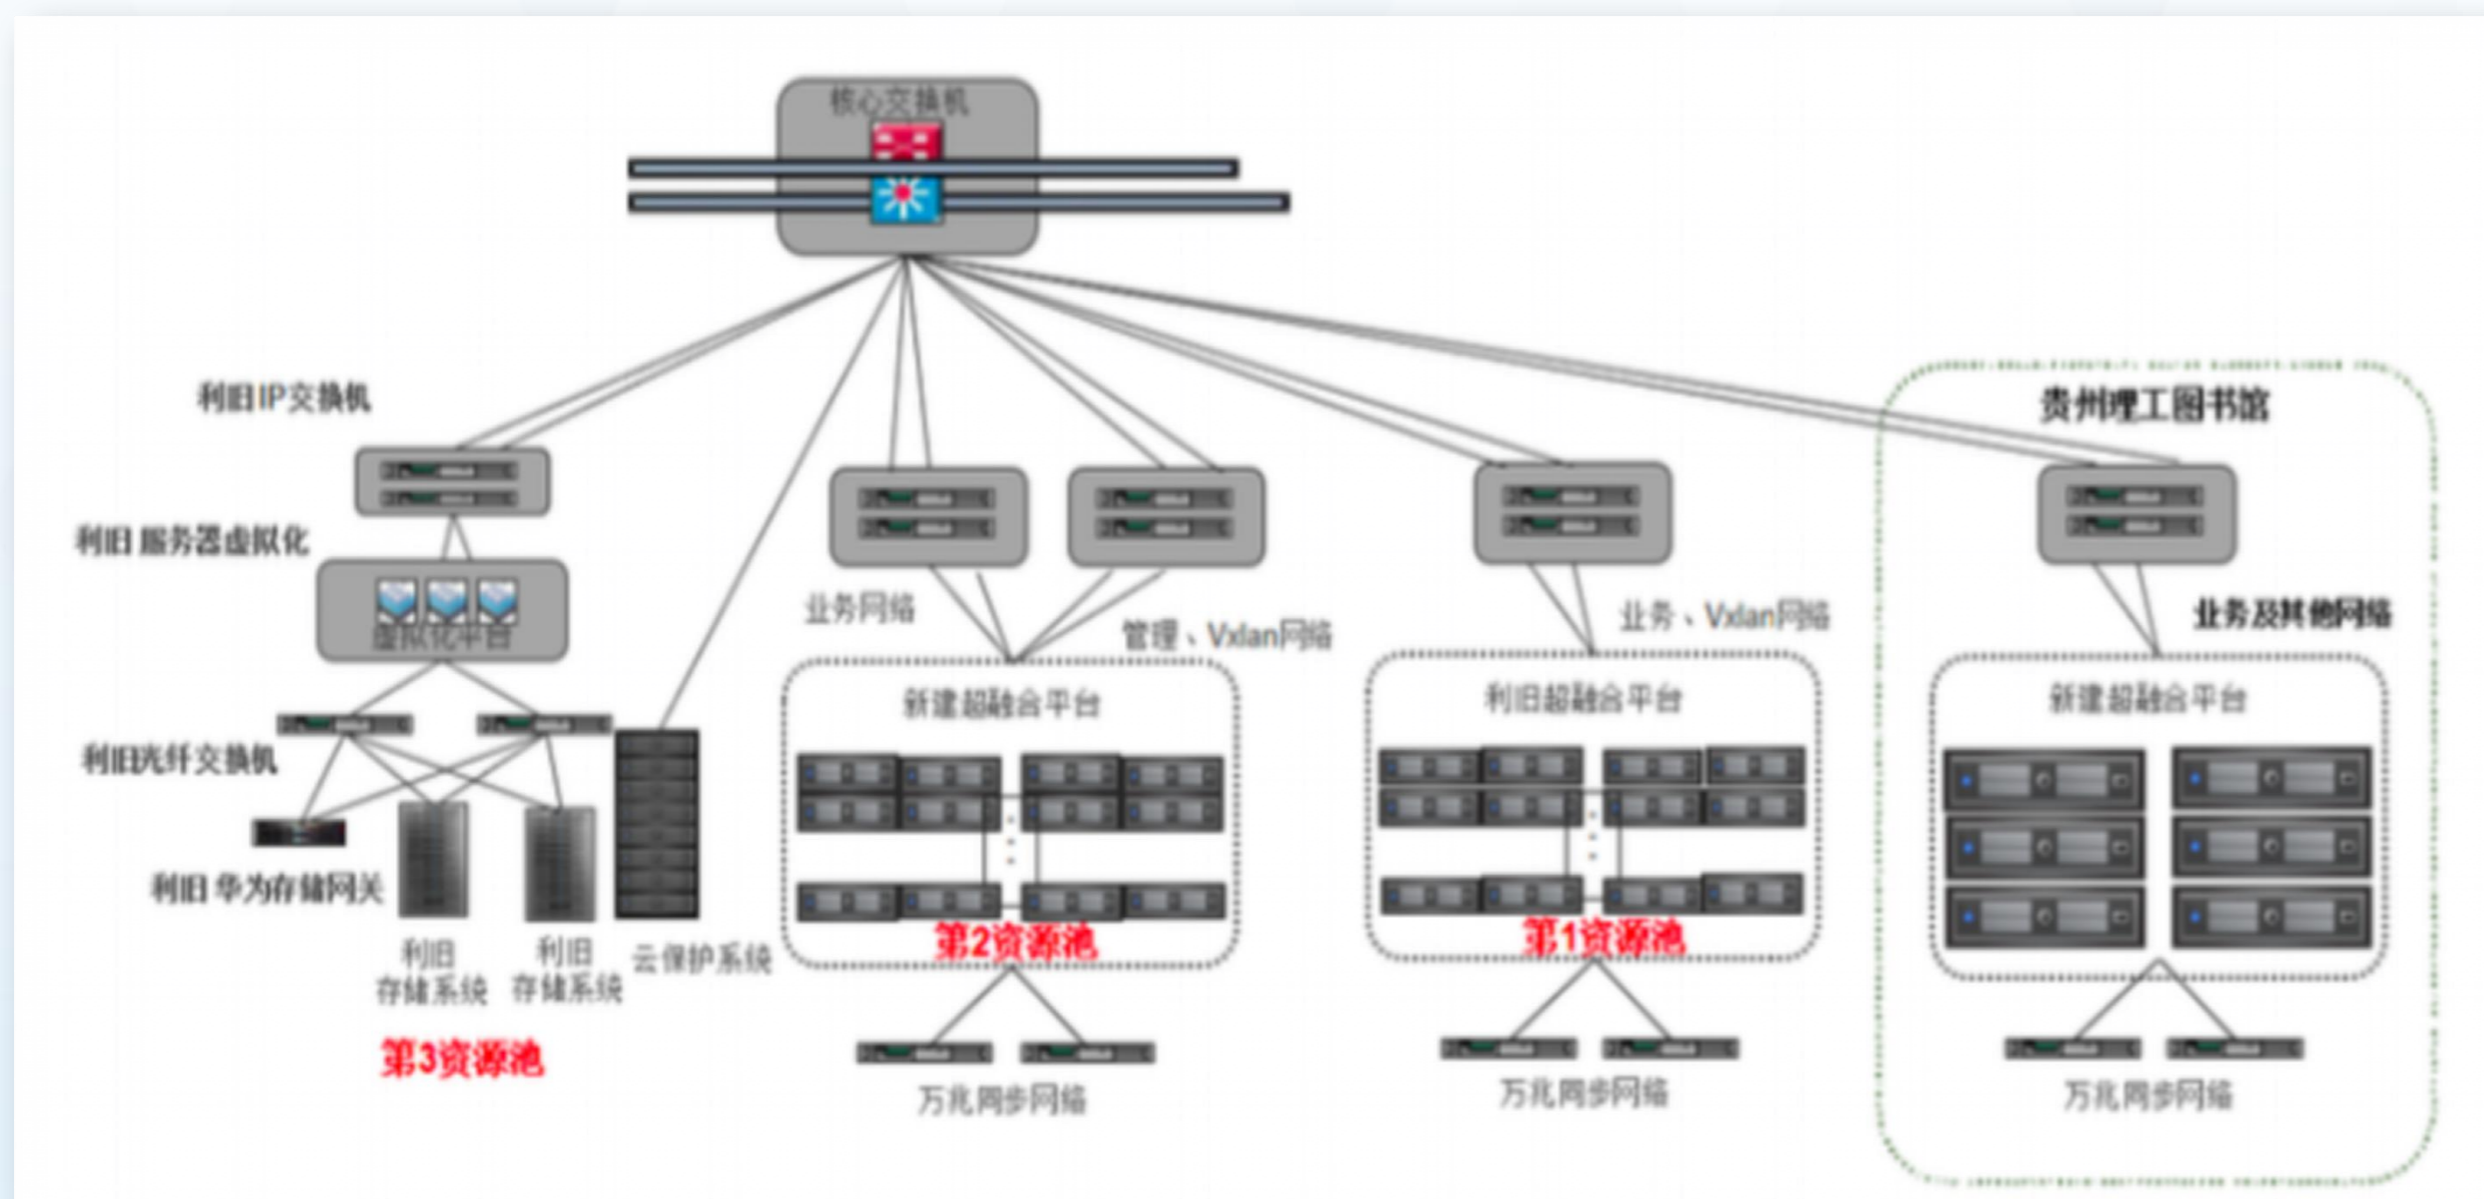 核心交换机
利旧IP交换机
贵州理工图书馆
利旧 服务器虚拟化
虚拟化平台
业务网络
管理、Vxlan网络
业务、Vxlan网络
业务及其他网络
新建超融合平台
利旧超融合平台
新建超融合平台
利旧光纤交换机
利旧 华为存储网关
利旧
存储系统
利旧
存储系统
云保护系统
第2资源池
第1资源池
第3资源池
万兆同步网络
万兆同步网络
万兆同步网络